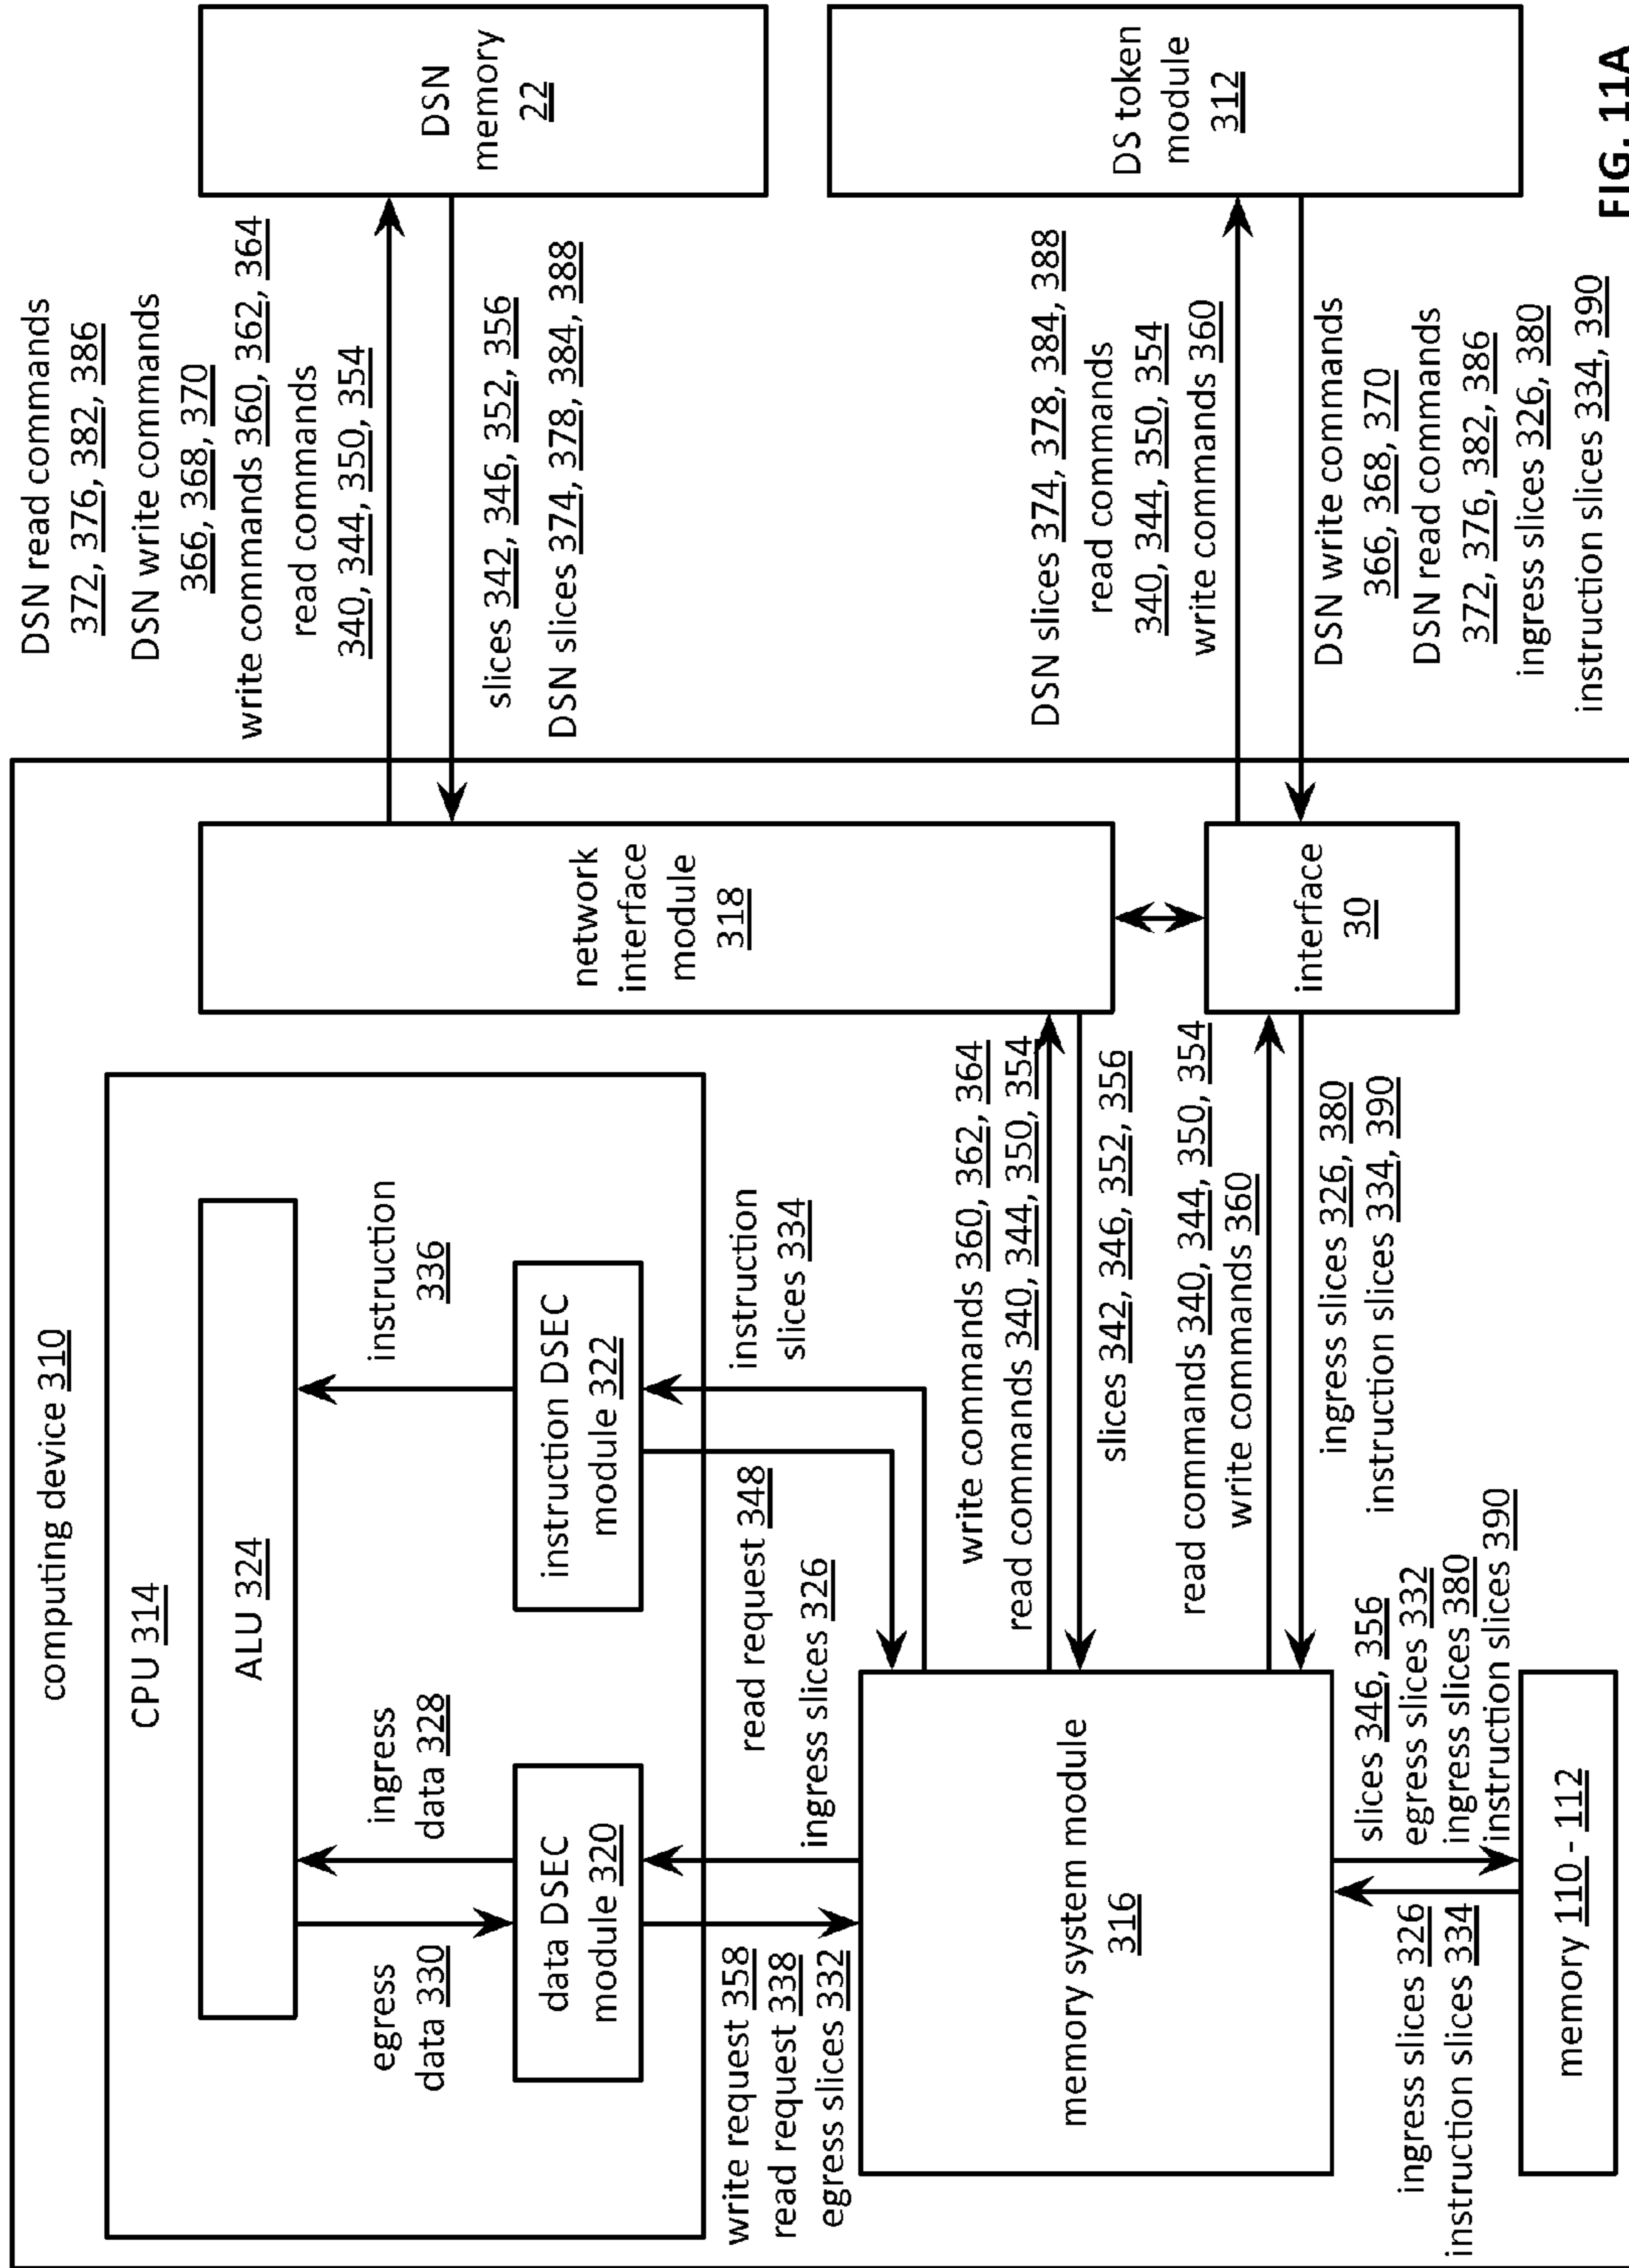 computing device 310
CPU 314
ALU 324
egress
data 330
ingress
data 328
instruction
336
data DSEC
module 320
instruction DSEC
module 322
write request 358
read request 338
egress slices 332
ingress slices 326
read request 348
instruction
slices 334
memory system module
316
write commands 360, 362, 364
read commands 340, 344, 350, 354
slices 342, 346, 352, 356
read commands 340, 344, 350, 354
write commands 360
ingress slices 326, 380
instruction slices 334, 390
ingress slices 326
instruction slices 334
slices 346, 356
egress slices 332
ingress slices 380
instruction slices 390
memory 110 - 112
network
interface
module
318
interface
30
DSN read commands
372, 376, 382, 386
DSN write commands
366, 368, 370
write commands 360, 362, 364
read commands
340, 344, 350, 354
slices 342, 346, 352, 356
DSN slices 374, 378, 384, 388
DSN
memory
22
DSN slices 374, 378, 384, 388
read commands
340, 344, 350, 354
write commands 360
DSN write commands
366, 368, 370
DSN read commands
372, 376, 382, 386
ingress slices 326, 380
instruction slices 334, 390
DS token
module
312
FIG. 11A